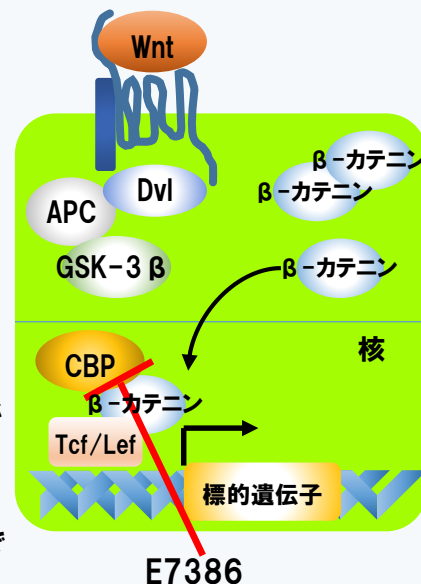 Wnt
Dvl
APC
GSK-3 β
β-カテニン
β-カテニン
β-カテニン
核
CBP
β-カテニン
Tcf/Lef
標的遺伝子
E7386